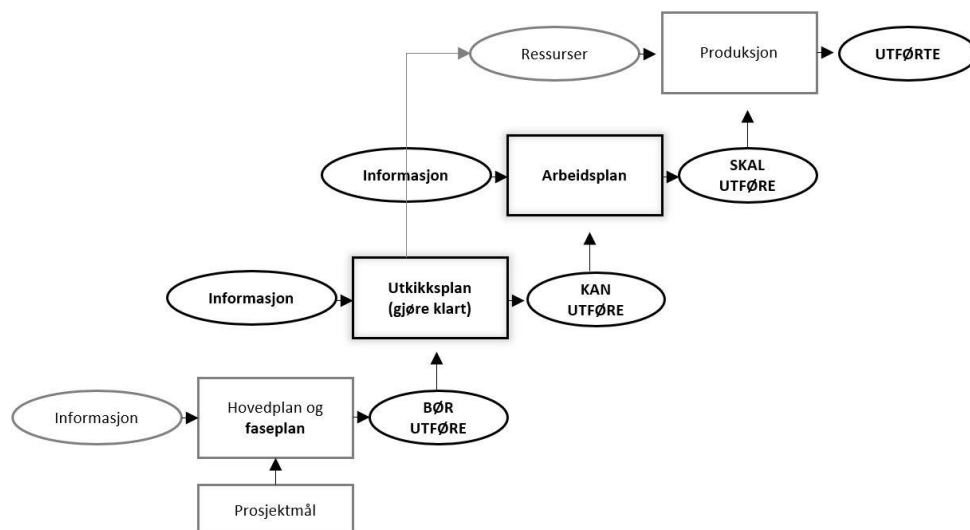 Ressurser
Produksjon
UTFØRTE
Informasjon
Arbeidsplan
SKAL
UTFØRE
Informasjon
Utkikksplan
(gjøre klart)
KAN
UTFØRE
Informasjon
Hovedplan og
faseplan
BØR
UTFØRE
Prosjektmål